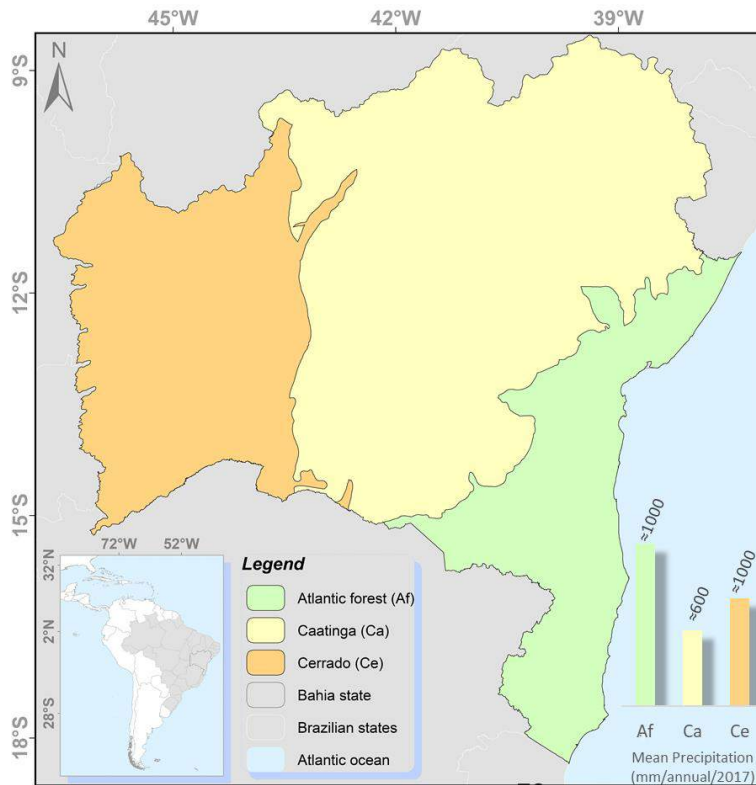 45°W 42°W 39°W
9°S
N
12°S
15°S
18°S
72°W 52°W
32°N
2°N
28°S
Legend
Atlantic forest (Af)
Caatinga (Ca)
Cerrado (Ce)
Bahia state
Brazilian states
Atlantic ocean
≈1000
≈600
≈1000
Af Ca Ce
Mean Precipitation
(mm/annual/2017)